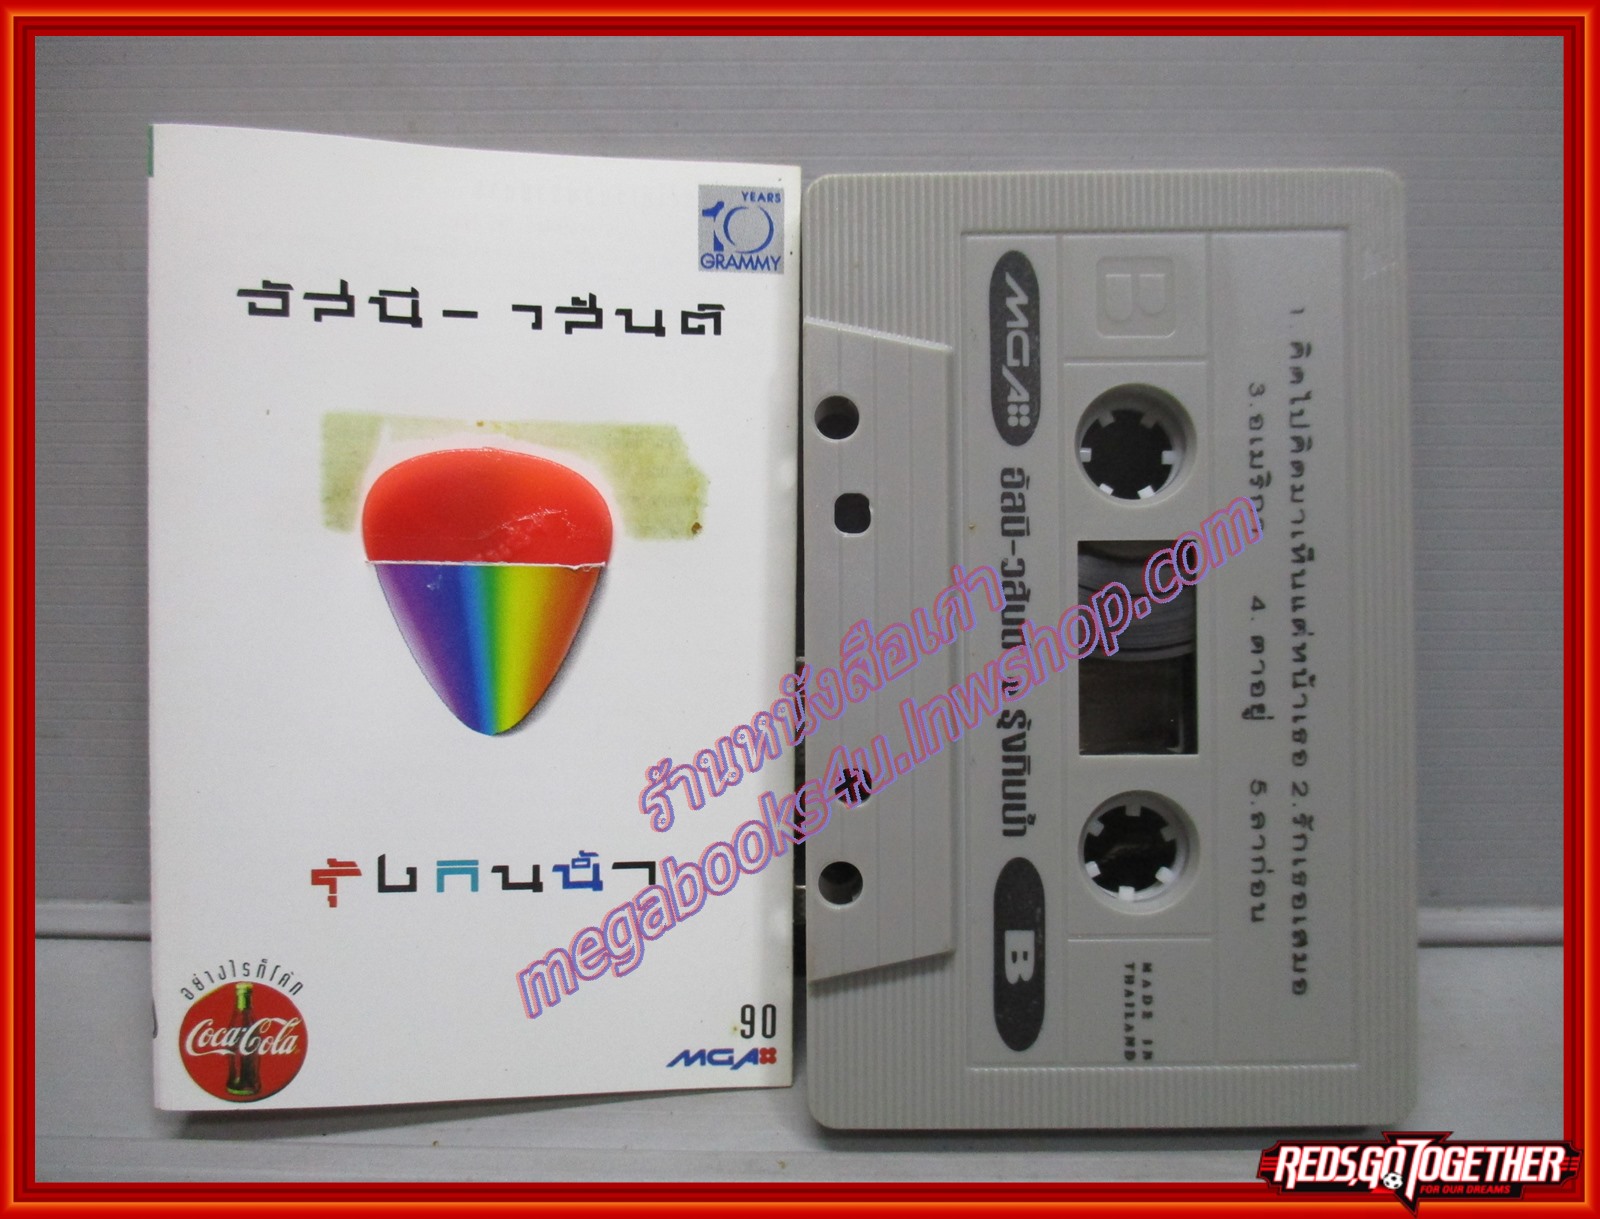 YEARS
10
GRAMMY
อัสนี - วสันต์
รุ้งกินน้ำ
อย่างไรก็โค้ก
Coca-Cola
90
MGA
B
1. คิดไปคิดมาเห็นแต่หน้าเธอ 2. รักเธอเสมอ
3. อเมริกา 4. ตายอยู่ 5. ลาก่อน
MGA อัสนี-วสันต์ รุ้งกินน้ำ B
MADE IN
THAILAND
ร้านหนังสือเก่า
megabooks4u.lnwshop.com
REDS,GO TOGETHER
FOR OUR DREAMS